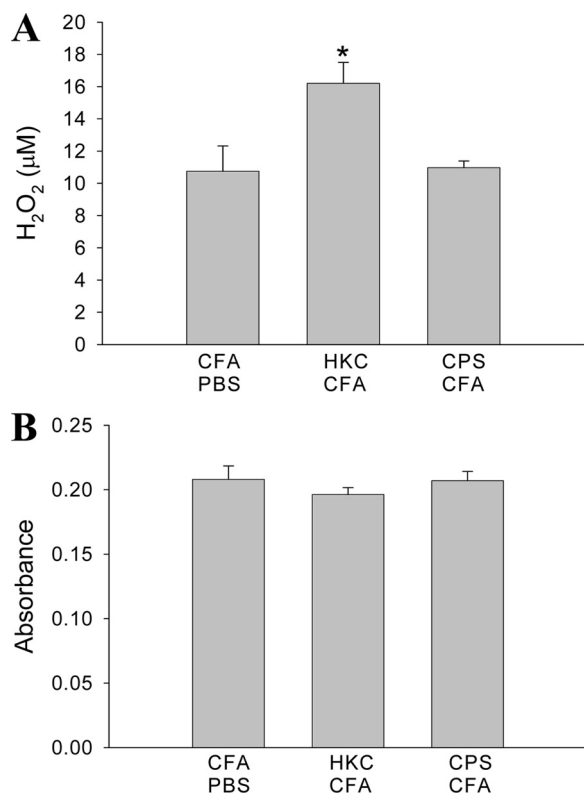 A
20
18
16
14
12
10
8
6
4
2
0
H₂O₂ (μM)
*
CFA HKC CPS
PBS CFA CFA
B
0.25
0.20
0.15
0.10
0.05
0.00
Absorbance
CFA HKC CPS
PBS CFA CFA